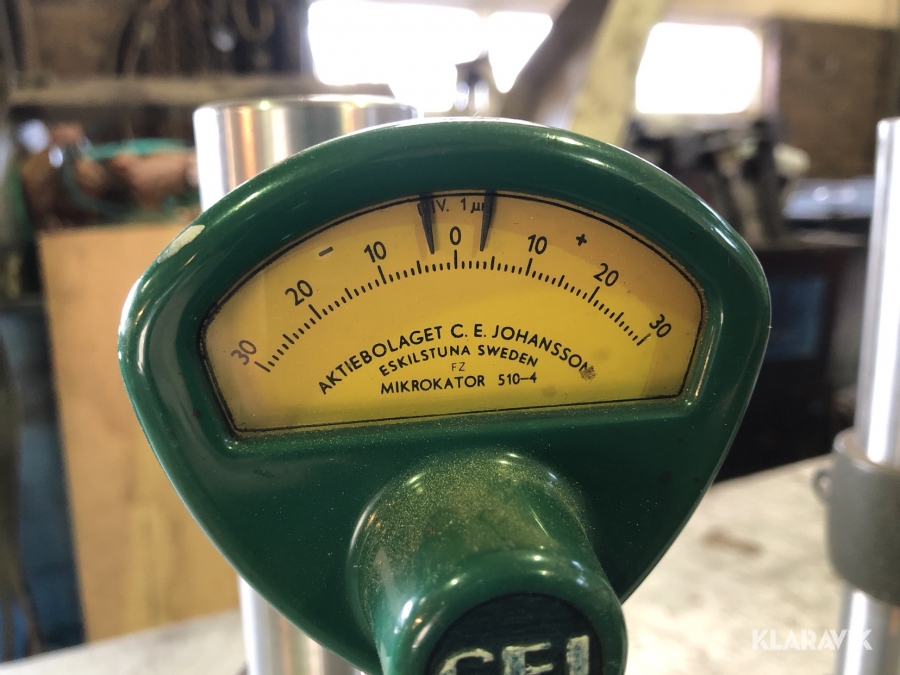 DIV. 1 µm
30 20 - 10 0 10 + 20 30
AKTIEBOLAGET C. E. JOHANSSON
ESKILSTUNA SWEDEN
FZ
MIKROKATOR 510-4
CEJ
KLARAVIK